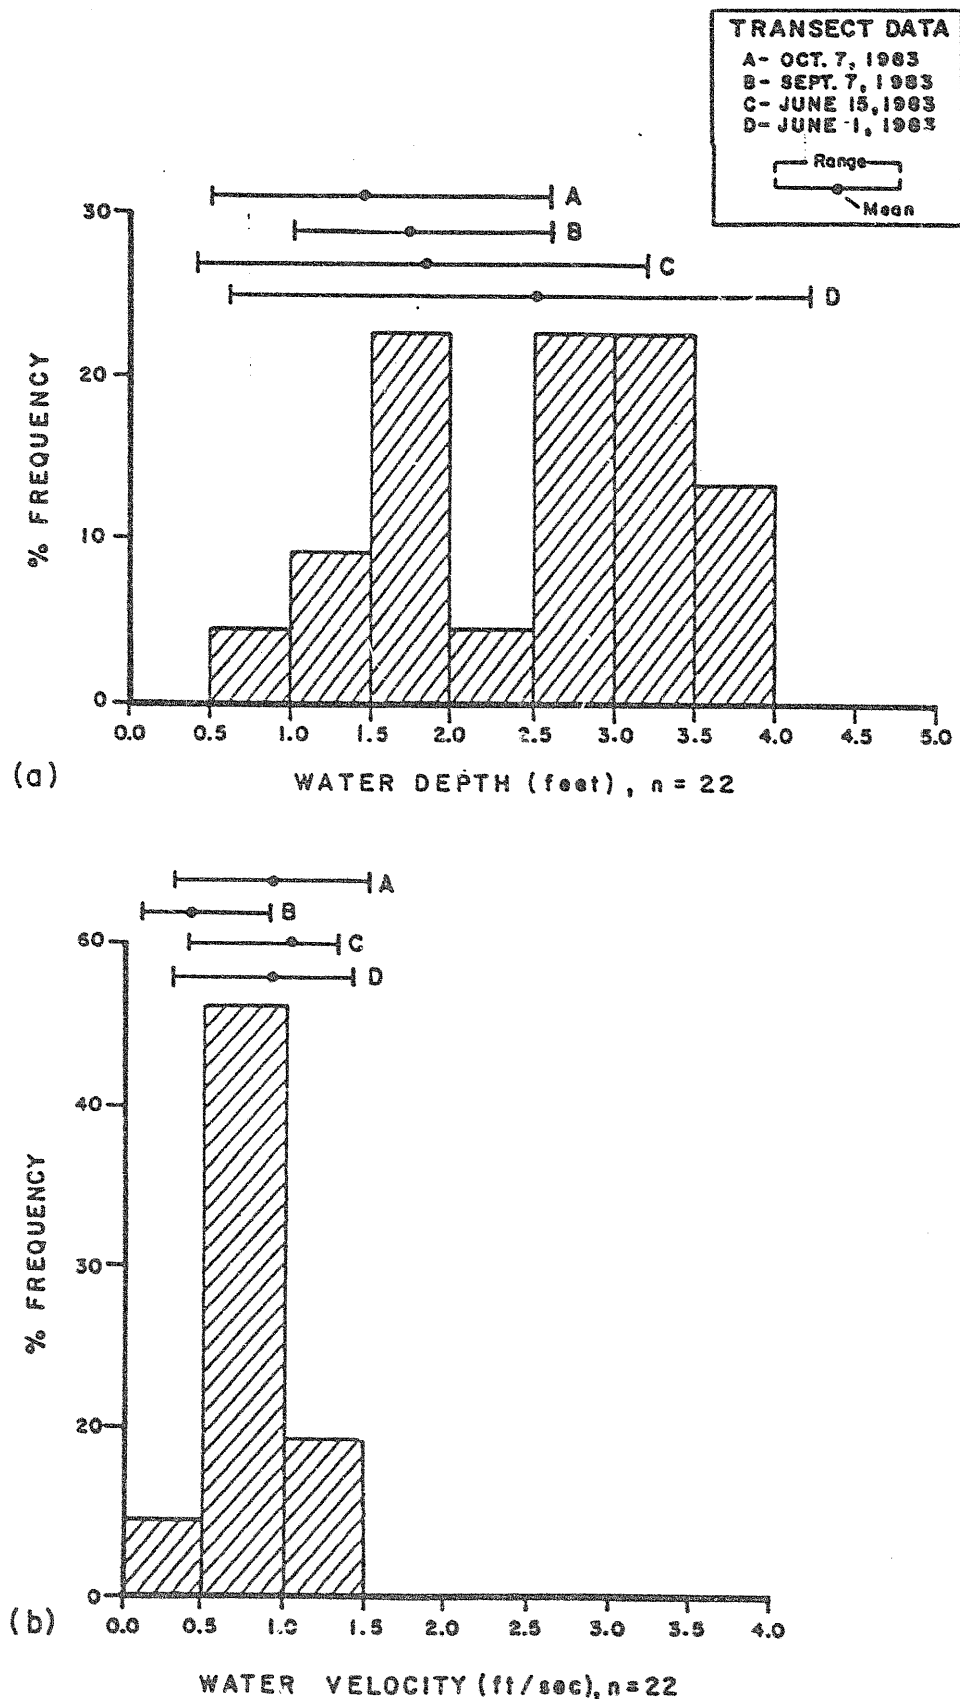 TRANSECT DATA
A- OCT. 7, 1983
B- SEPT. 7, 1983
C- JUNE 15, 1983
D- JUNE 1, 1983
Range
Mean
A
B
C
D
30
20
10
0
% FREQUENCY
0.0 0.5 1.0 1.5 2.0 2.5 3.0 3.5 4.0 4.5 5.0
(a)
WATER DEPTH (feet), n = 22
A
B
C
D
60
40
30
20
0
% FREQUENCY
0.0 0.5 1.0 1.5 2.0 2.5 3.0 3.5 4.0
(b)
WATER VELOCITY (ft/sec), n=22